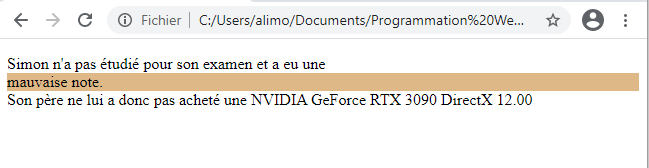 Fichier C:/Users/alimo/Documents/Programmation%20We...
Simon n'a pas étudié pour son examen et a eu une
mauvaise note.
Son père ne lui a donc pas acheté une NVIDIA GeForce RTX 3090 DirectX 12.00